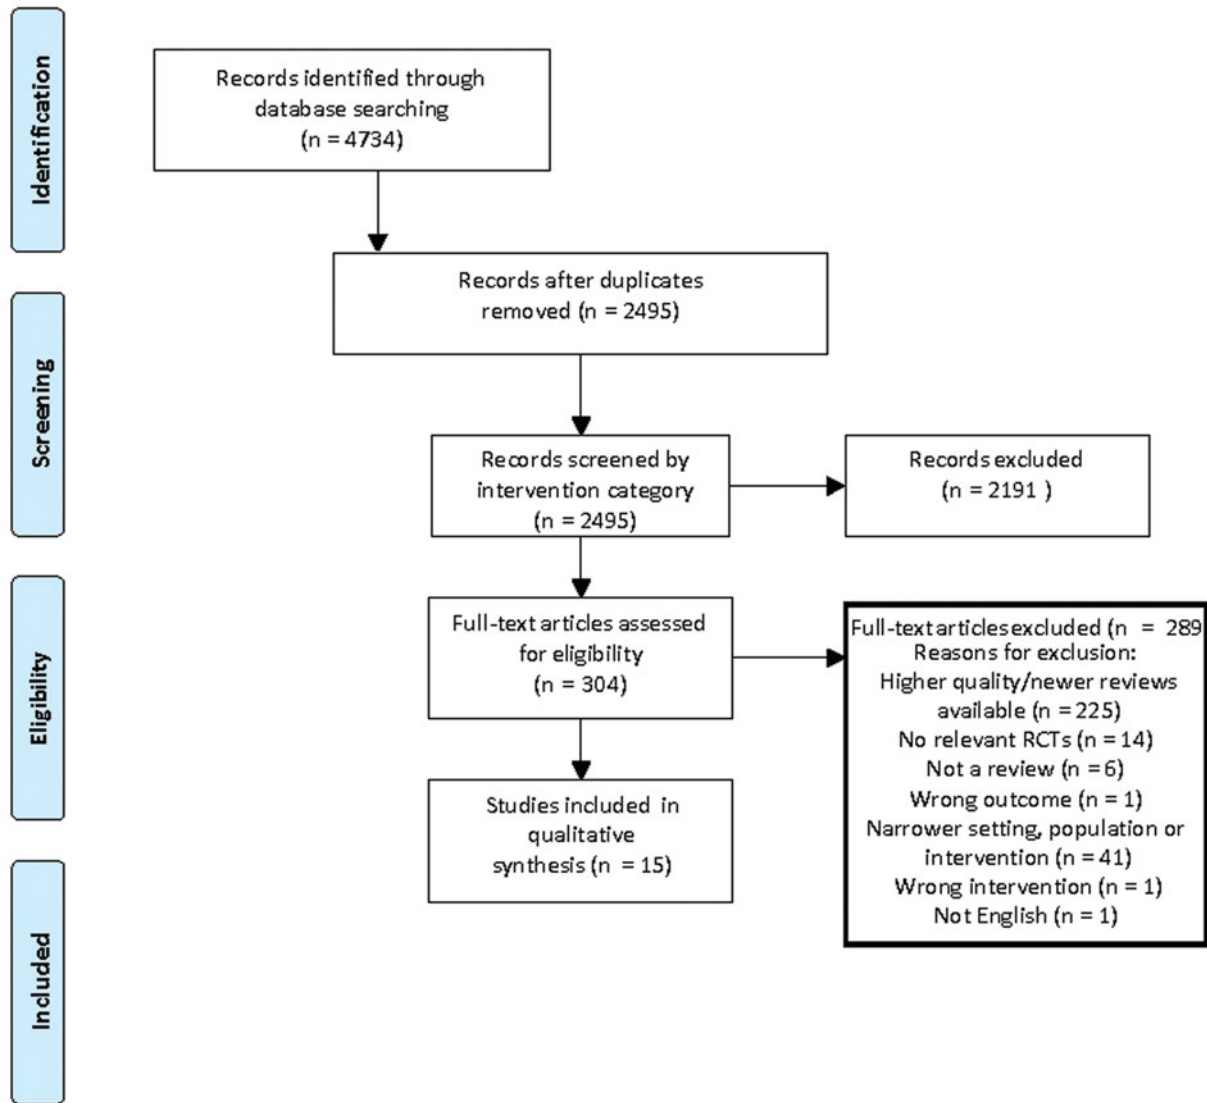 Identification
Records identified through
database searching
(n = 4734)
Records after duplicates
removed (n = 2495)
Screening
Records screened by
intervention category
(n = 2495)
Records excluded
(n = 2191 )
Eligibility
Full-text articles assessed
for eligibility
(n = 304)
Full-text articles excluded (n = 289
Reasons for exclusion:
Higher quality/newer reviews
available (n = 225)
No relevant RCTs (n = 14)
Not a review (n = 6)
Wrong outcome (n = 1)
Narrower setting, population or
intervention (n = 41)
Wrong intervention (n = 1)
Not English (n = 1)
Included
Studies included in
qualitative
synthesis (n = 15)